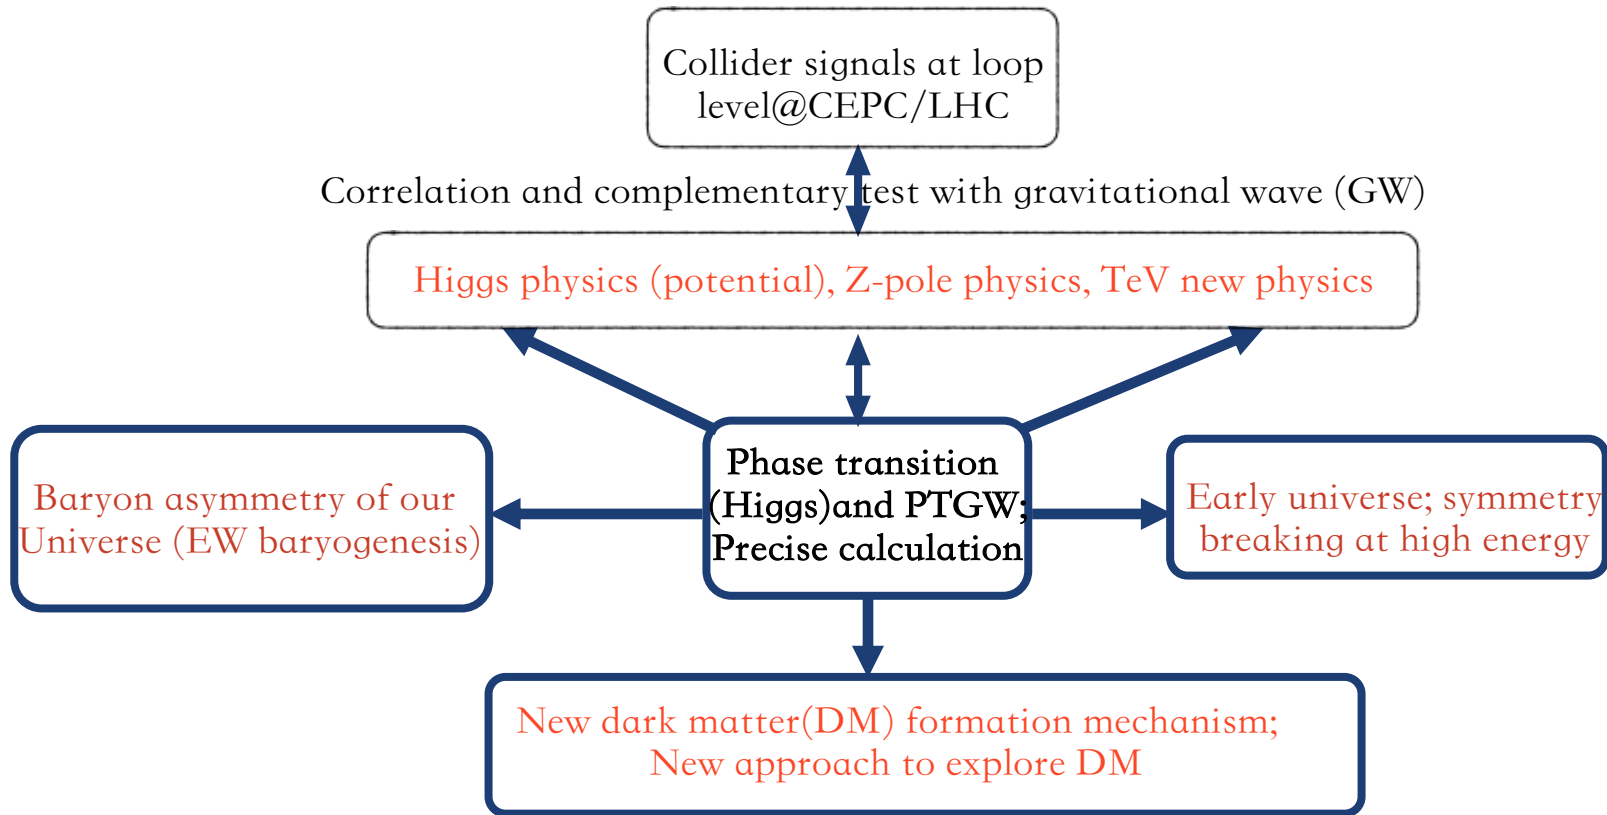 Collider signals at loop
level@CEPC/LHC
Correlation and complementary test with gravitational wave (GW)
Higgs physics (potential), Z-pole physics, TeV new physics
Phase transition
(Higgs)and PTGW;
Precise calculation
Baryon asymmetry of our
Universe (EW baryogenesis)
Early universe; symmetry
breaking at high energy
New dark matter(DM) formation mechanism;
New approach to explore DM